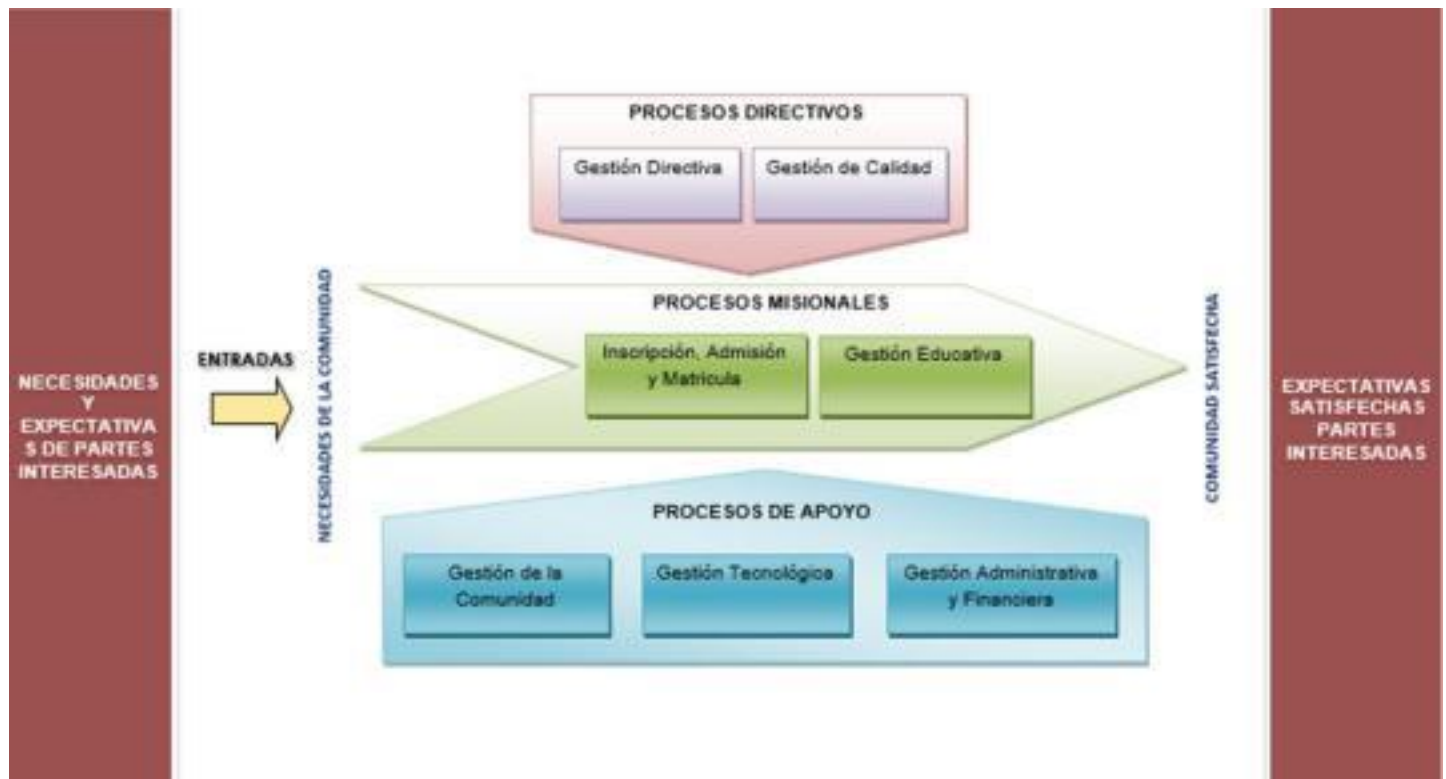 PROCESOS DIRECTIVOS
Gestión Directiva
Gestión de Calidad
NECESIDADES
Y
EXPECTATIVA
S DE PARTES
INTERESADAS
ENTRADAS
NECESIDADES DE LA COMUNIDAD
PROCESOS MISIONALES
Inscripción, Admisión
y Matricula
Gestión Educativa
COMUNIDAD SATISFECHA
EXPECTATIVAS
SATISFECHAS
PARTES
INTERESADAS
PROCESOS DE APOYO
Gestión de la
Comunidad
Gestión Tecnológica
Gestión Administrativa
y Financiera